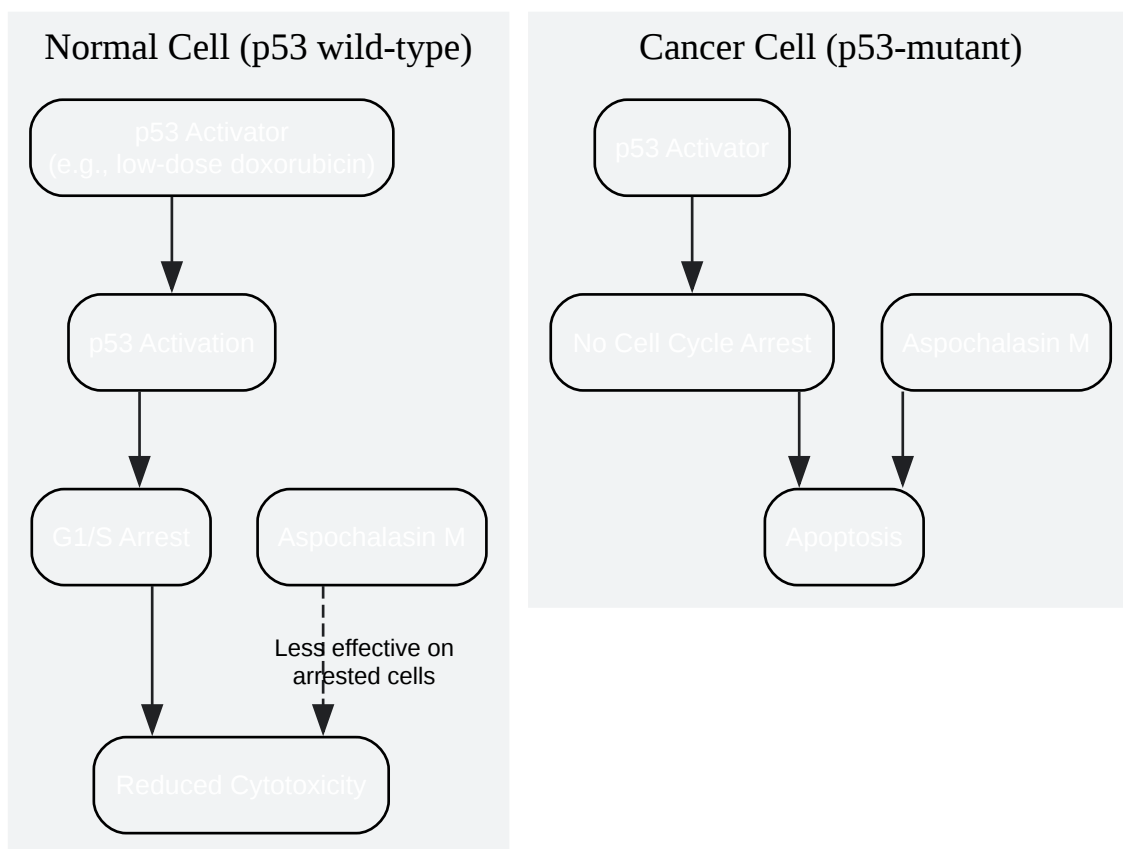 Normal Cell (p53 wild-type)
p53 Activator
(e.g., low-dose doxorubicin)
p53 Activation
G1/S Arrest
Aspochalasin M
Less effective on
arrested cells
Reduced Cytotoxicity
Cancer Cell (p53-mutant)
p53 Activator
No Cell Cycle Arrest
Aspochalasin M
Apoptosis